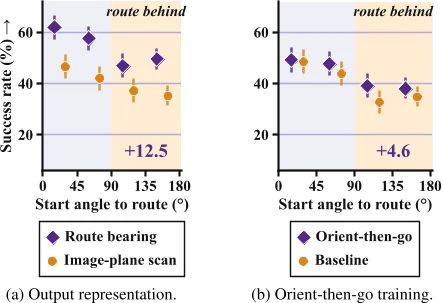 route behind
Success rate (%) →
60
40
20
+12.5
0 45 90 135 180
Start angle to route (°)
Route bearing
Image-plane scan
(a) Output representation.
route behind
60
40
20
+4.6
0 45 90 135 180
Start angle to route (°)
Orient-then-go
Baseline
(b) Orient-then-go training.